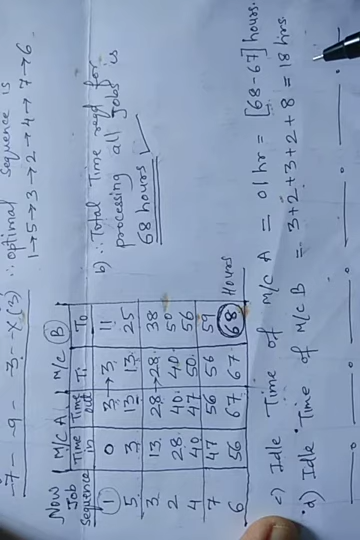 7 - 9 - 3 - x (3) ∴ optimal sequence is
1→5→3→2→4→7→6
Now | M/C A | M/C B
Job sequence | Time in | Time out | Ti | To
1 | 0 | 3 → 3 | 11
5 | 3 | 13 | 13 | 25
3 | 13 | 28 → 28 | 38
2 | 28 | 40 | 40 | 50
4 | 40 | 47 | 50 | 56
7 | 47 | 56 | 56
6 | 56 | 67 | 67 | 68 Hours
b) ∴ Total Time reqd for
processing all jobs is
68 hours
c) Idle Time of M/C A = 01 hr = [68-67] hours.
d) Idle Time of M/C B = 3+2+3+2+8 = 18 hrs.